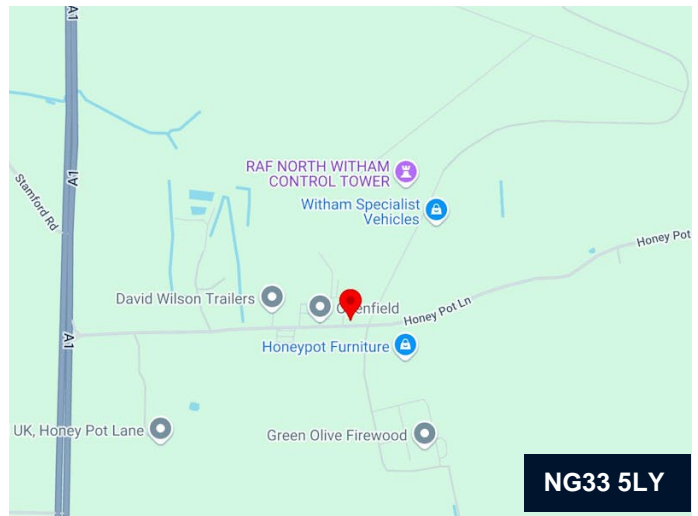 A1
RAF NORTH WITHAM
CONTROL TOWER
A1
Witham Specialist
Vehicles
Stamford Rd
Honey Pot
David Wilson Trailers
Honey Pot Ln
A1
Honeypot Furniture
UK, Honey Pot Lane
Green Olive Firewood
NG33 5LY